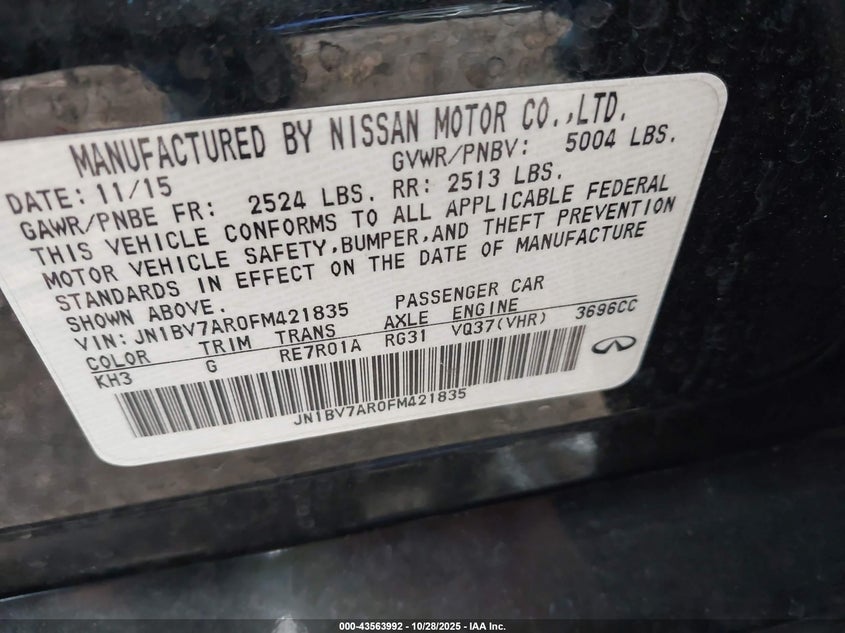 MANUFACTURED BY NISSAN MOTOR CO.,LTD.
GVWR/PNBV: 5004 LBS.
DATE: 11/15
GAWR/PNBE FR: 2524 LBS. RR: 2513 LBS.
THIS VEHICLE CONFORMS TO ALL APPLICABLE FEDERAL
MOTOR VEHICLE SAFETY,BUMPER,AND THEFT PREVENTION
STANDARDS IN EFFECT ON THE DATE OF MANUFACTURE
SHOWN ABOVE.
VIN: JN1BV7AR0FM421835 PASSENGER CAR
COLOR TRIM TRANS AXLE ENGINE
KH3 G RE7R01A RG31 VQ37(VHR) 3696CC
JN1BV7AR0FM421835
000-43563992 - 10/28/2025 - IAA Inc.